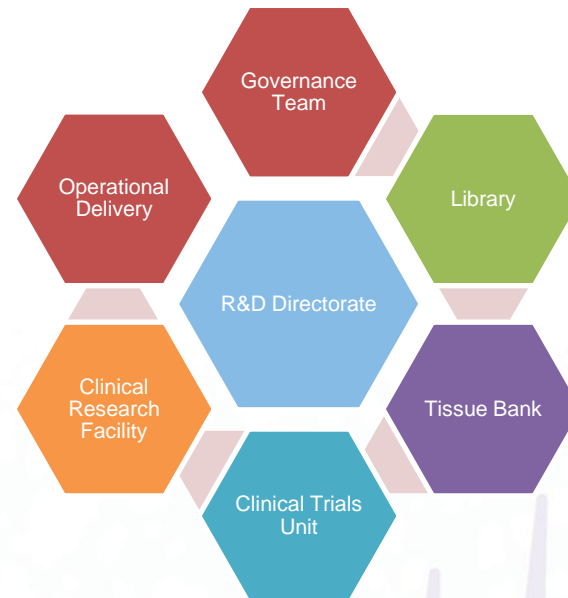 Governance
Team
Operational
Delivery
Library
R&D Directorate
Clinical
Research
Facility
Tissue Bank
Clinical Trials
Unit